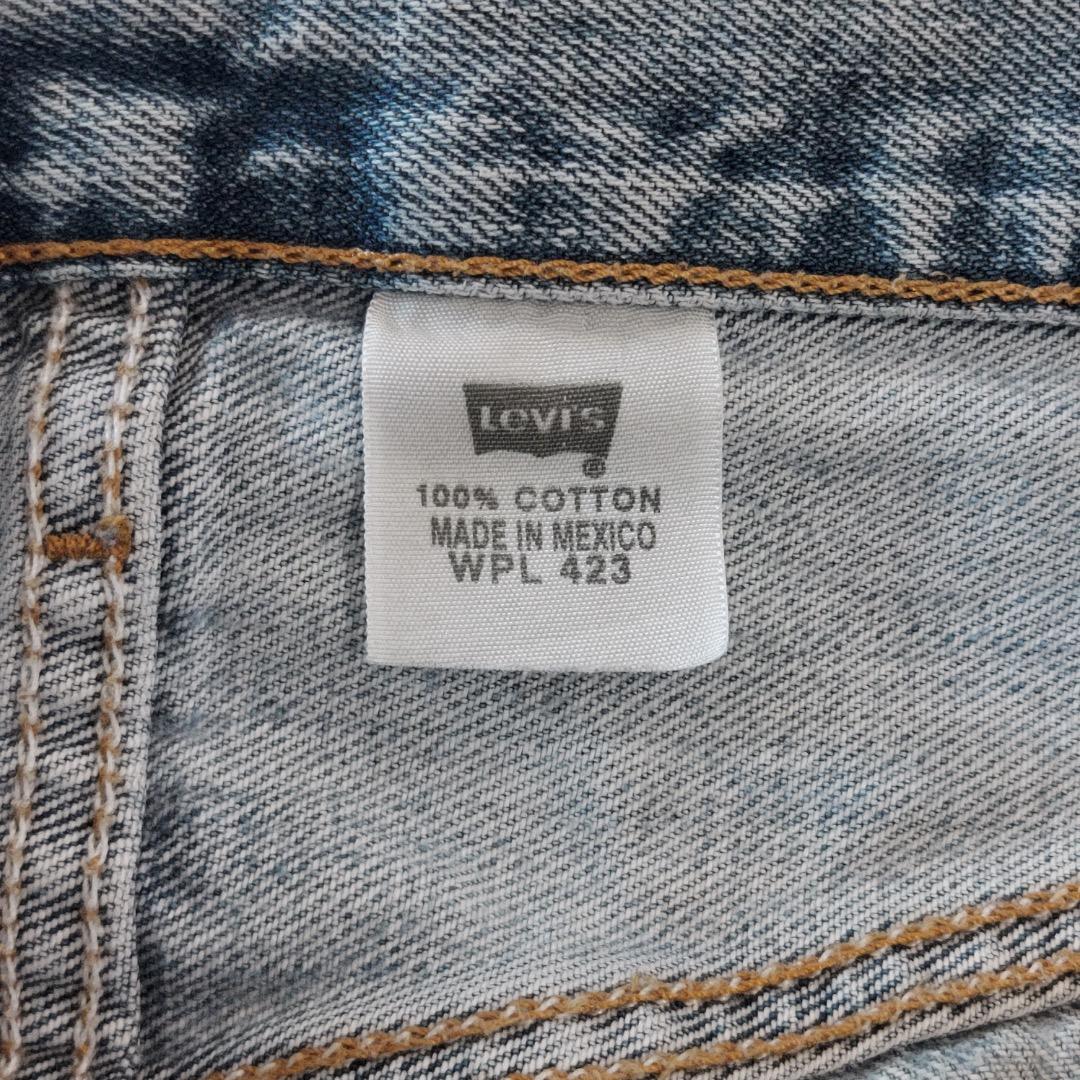 Levi's
®
100% COTTON
MADE IN MEXICO
WPL 423